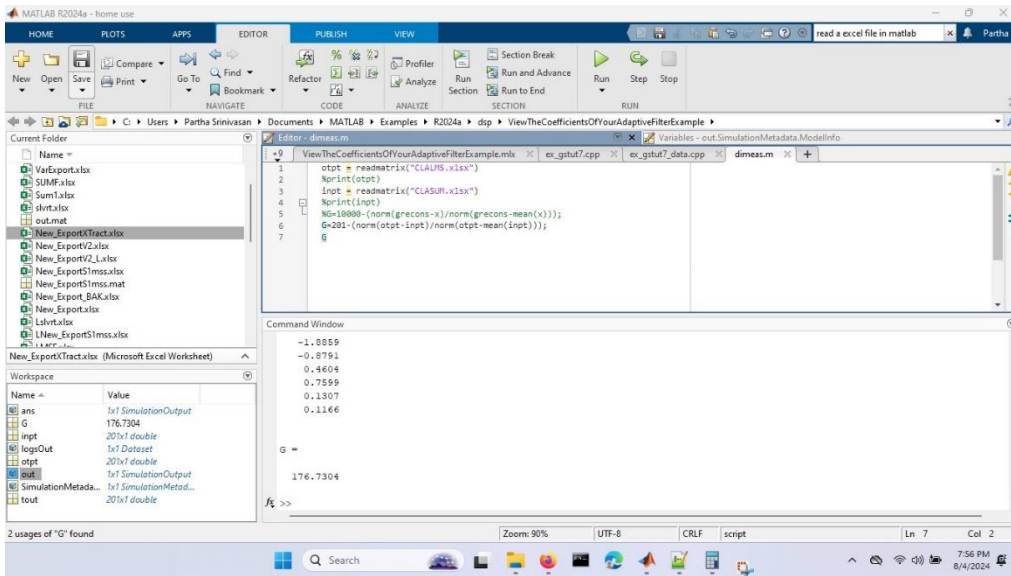 MATLAB R2024a - home use
HOME PLOTS APPS EDITOR PUBLISH VIEW read a excel file in matlab Partha
New Open Save Compare Print Go To Find Bookmark Refactor Profiler Analyze Run Section Section Break Run and Advance Run to End Run Step Stop
FILE NAVIGATE CODE ANALYZE SECTION RUN
C: Users Partha Srinivasan Documents MATLAB Examples R2024a dsp ViewTheCoefficientsOfYourAdaptiveFilterExample
Current Folder
Name
VarExport.xlsx
SUMF.xlsx
Sum1.xlsx
slvrt.xlsx
out.mat
New_ExportXTract.xlsx
New_ExportV2.xlsx
New_ExportV2_L.xlsx
New_ExportS1mss.xlsx
New_ExportS1mss.mat
New_Export_BAK.xlsx
New_Export.xlsx
Lslvrt.xlsx
LNew_ExportS1mss.xlsx
New_ExportXTract.xlsx (Microsoft Excel Worksheet)
Workspace
Name Value
ans 1x1 SimulationOutput
G 176.7304
inpt 201x1 double
logsOut 1x1 Dataset
otpt 201x1 double
out 1x1 SimulationOutput
SimulationMetada... 1x1 SimulationMetad...
tout 201x1 double
Editor - dimeas.m Variables - out.SimulationMetadata.ModelInfo
+9 ViewTheCoefficientsOfYourAdaptiveFilterExample.mlx ex_gstut7.cpp ex_gstut7_data.cpp dimeas.m +
1 otpt = readmatrix("CLALMS.xlsx")
2 %print(otpt)
3 inpt = readmatrix("CLASUM.xlsx")
4 %print(inpt)
5 %G=10000-(norm(grecons-x)/norm(grecons-mean(x)));
6 G=201-(norm(otpt-inpt)/norm(otpt-mean(inpt)));
7 G
Command Window
-1.8859
-0.8791
0.4604
0.7599
0.1307
0.1166
G =
176.7304
fx >>
2 usages of "G" found Zoom: 90% UTF-8 CRLF script Ln 7 Col 2
Search 7:56 PM
8/4/2024